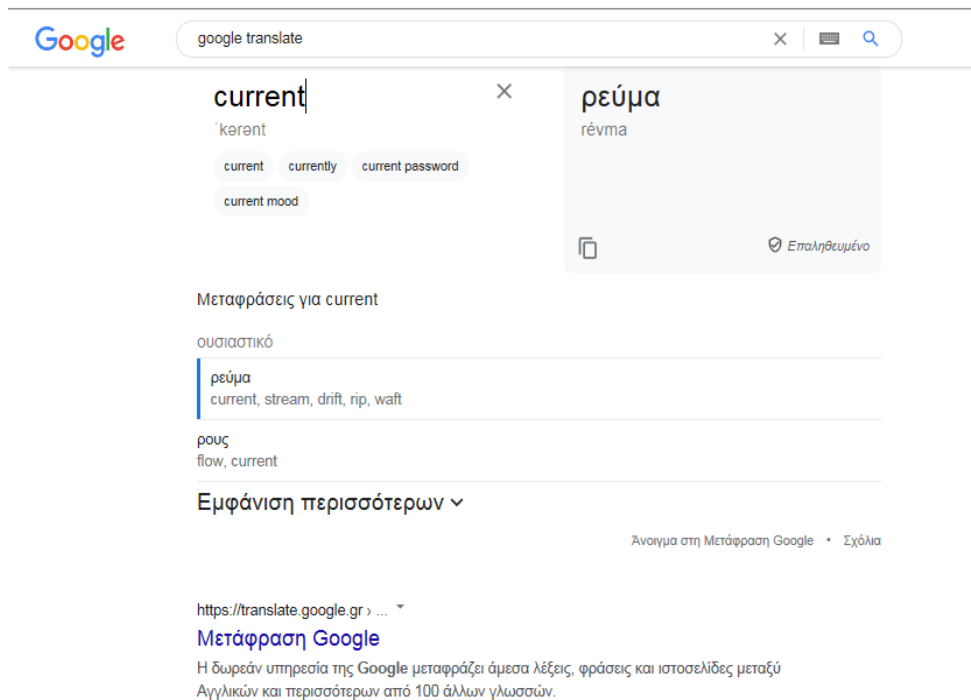 Google
google translate
current
ˈkərənt
current currently current password
current mood
ρεύμα
révma
Επαληθευμένο
Μεταφράσεις για current
ουσιαστικό
ρεύμα
current, stream, drift, rip, waft
ρους
flow, current
Εμφάνιση περισσότερων
Άνοιγμα στη Μετάφραση Google • Σχόλια
https://translate.google.gr › ...
Μετάφραση Google
Η δωρεάν υπηρεσία της Google μεταφράζει άμεσα λέξεις, φράσεις και ιστοσελίδες μεταξύ
Αγγλικών και περισσότερων από 100 άλλων γλωσσών.